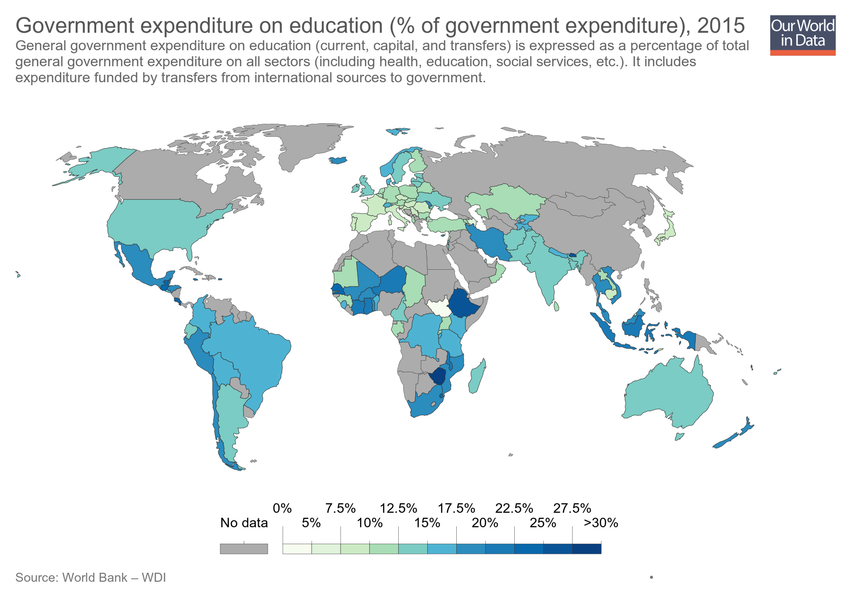 Government expenditure on education (% of government expenditure), 2015
Our World
in Data
General government expenditure on education (current, capital, and transfers) is expressed as a percentage of total
general government expenditure on all sectors (including health, education, social services, etc.). It includes
expenditure funded by transfers from international sources to government.
0% 7.5% 12.5% 17.5% 22.5% 27.5%
No data 5% 10% 15% 20% 25% >30%
Source: World Bank – WDI